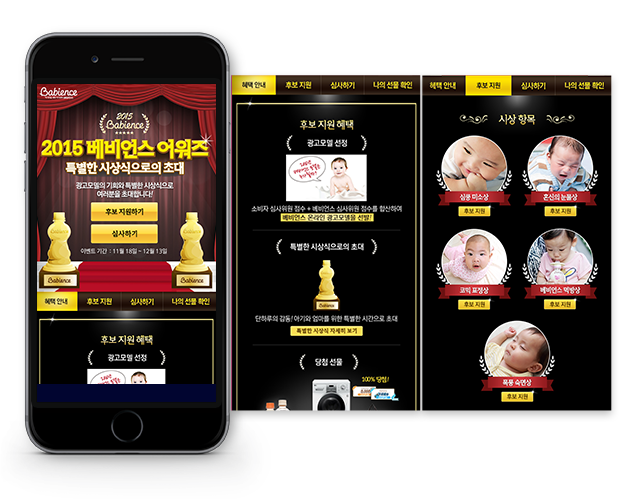 Babience
2015
Babience
2015 베비언스 어워즈
특별한 시상식으로의 초대
광고모델의 기회와 특별한 시상식으로
여러분을 초대합니다!
후보 지원하기
심사하기
이벤트 기간 : 11월 18일 ~ 12월 13일
Babience
Babience
혜택 안내
후보 지원
심사하기
나의 선물 확인
후보 지원 혜택
광고모델 선정
혜택 안내
후보 지원
심사하기
나의 선물 확인
후보 지원 혜택
광고모델 선정
소비자 심사위원 점수 + 베비언스 심사위원 점수를 합산하여
베비언스 온라인 광고모델을 선발!
특별한 시상식으로의 초대
Babience
단하루의 감동! 아기와 엄마를 위한 특별한 시간으로 초대
특별한 시상식 자세히 보기
당첨 선물
100% 당첨!
혜택 안내
후보 지원
심사하기
나의 선물 확인
시상 항목
심쿵 미소상
후보 지원
혼신의 눈물상
후보 지원
코믹 표정상
후보 지원
베비언스 먹방상
후보 지원
폭풍 숙면상
후보 지원